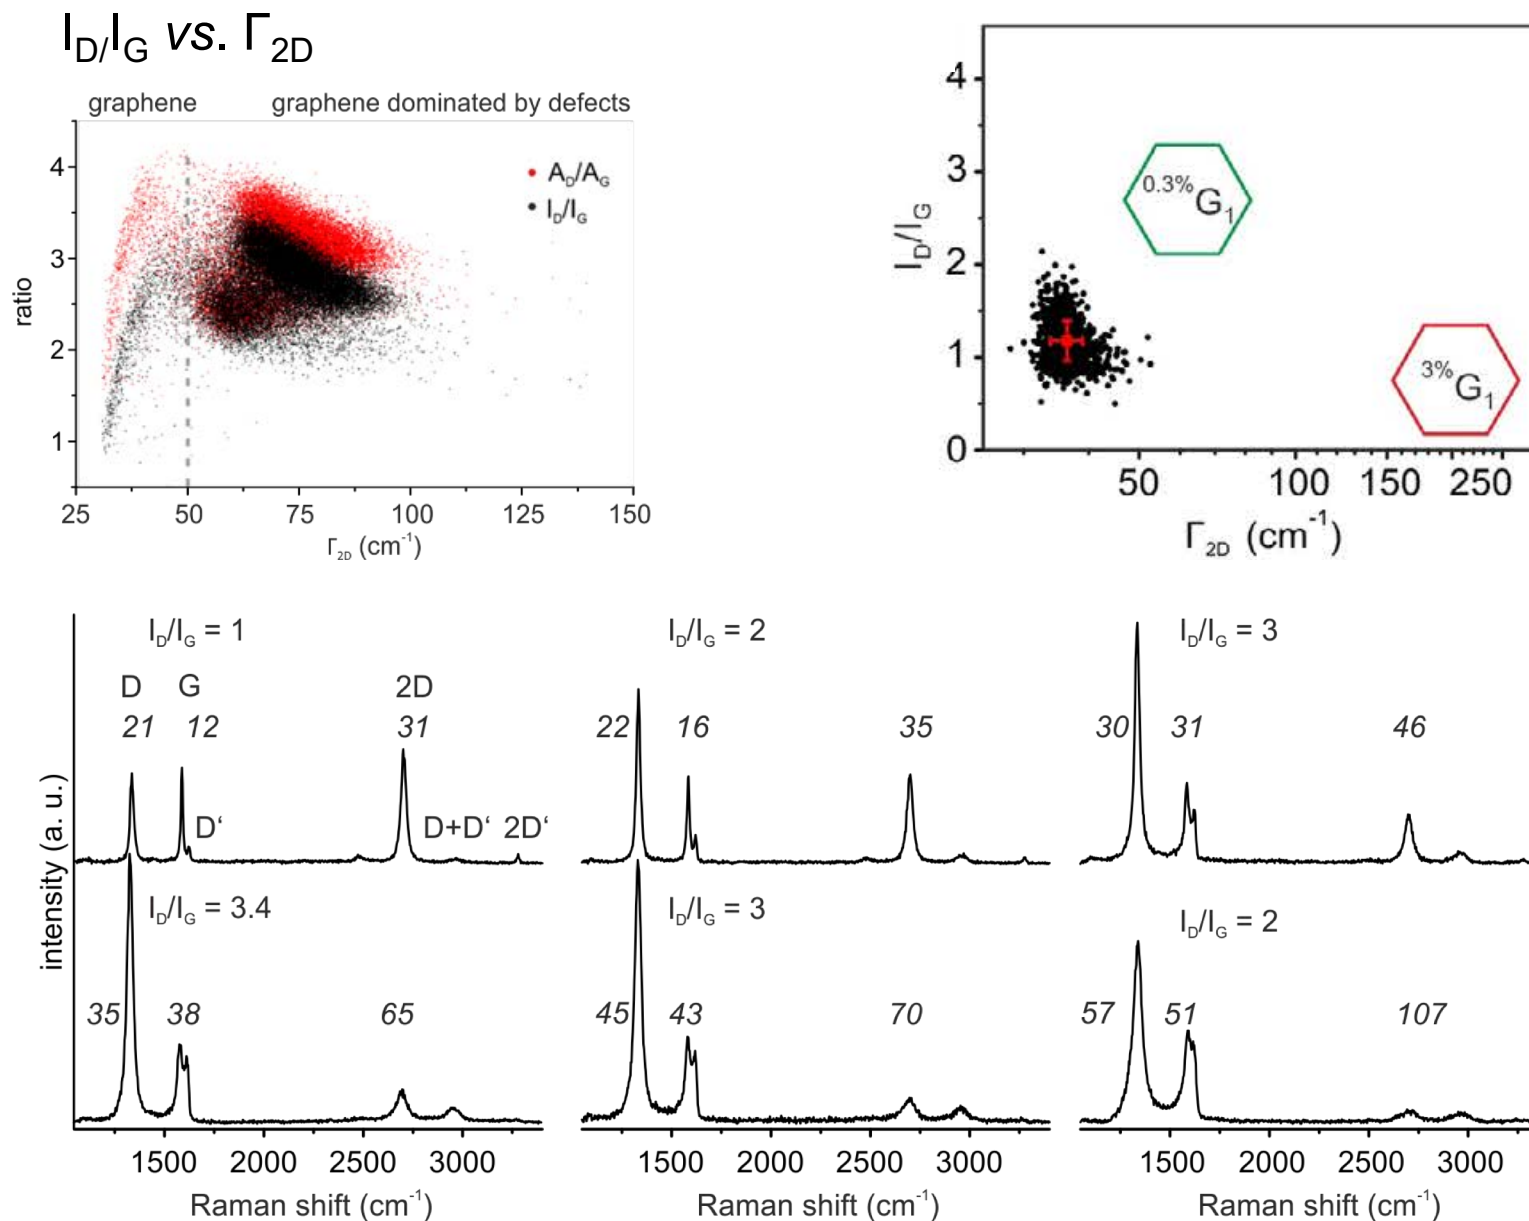 I_D/I_G vs. Γ_2D
graphene
graphene dominated by defects
ratio
4
3
2
1
A_D/A_G
I_D/I_G
25 50 75 100 125 150
Γ_2D (cm⁻¹)
I_D/I_G
4
3
2
1
0
0.3%G_1
3%G_1
50 100 150 250
Γ_2D (cm⁻¹)
intensity (a. u.)
I_D/I_G = 1
D G 2D
21 12 31
D‘ D+D‘ 2D‘
I_D/I_G = 2
22 16 35
I_D/I_G = 3
30 31 46
I_D/I_G = 3.4
35 38 65
I_D/I_G = 3
45 43 70
I_D/I_G = 2
57 51 107
1500 2000 2500 3000
Raman shift (cm⁻¹)
1500 2000 2500 3000
Raman shift (cm⁻¹)
1500 2000 2500 3000
Raman shift (cm⁻¹)